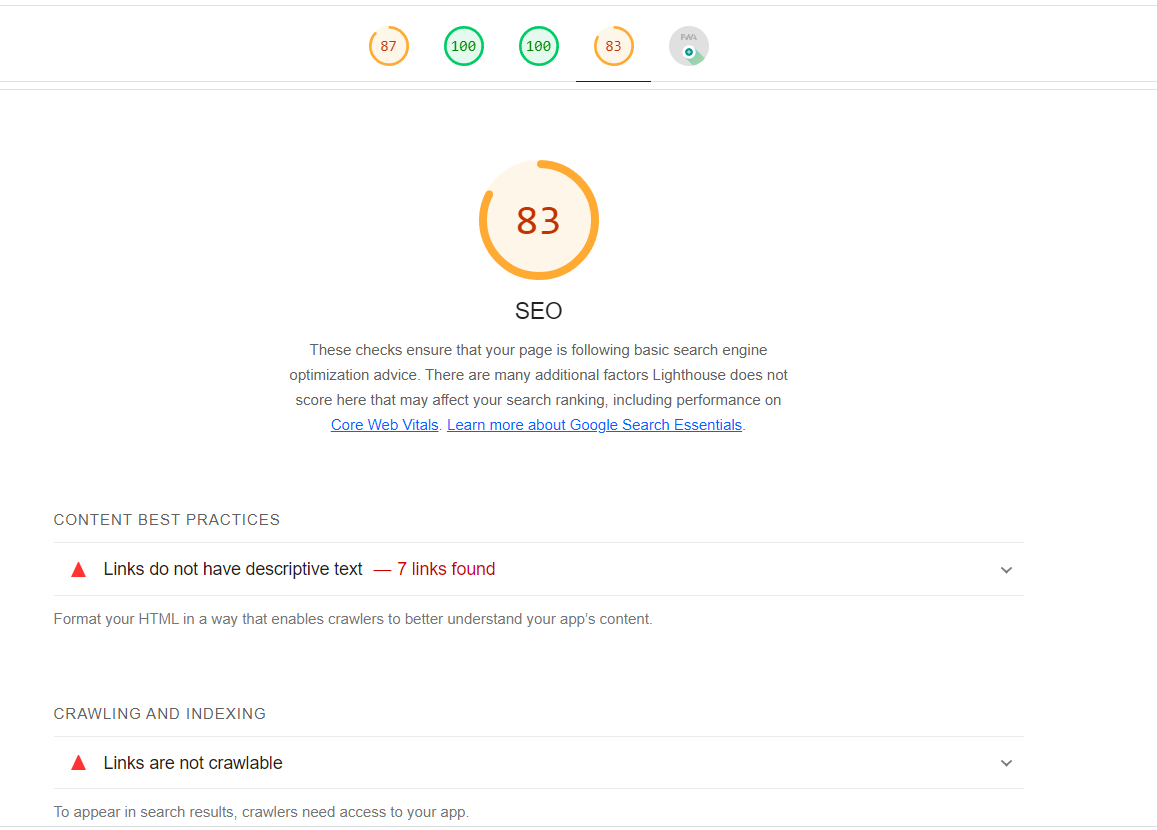 87 100 100 83 PWA
83
SEO
These checks ensure that your page is following basic search engine
optimization advice. There are many additional factors Lighthouse does not
score here that may affect your search ranking, including performance on
Core Web Vitals. Learn more about Google Search Essentials.
CONTENT BEST PRACTICES
Links do not have descriptive text — 7 links found
Format your HTML in a way that enables crawlers to better understand your app’s content.
CRAWLING AND INDEXING
Links are not crawlable
To appear in search results, crawlers need access to your app.